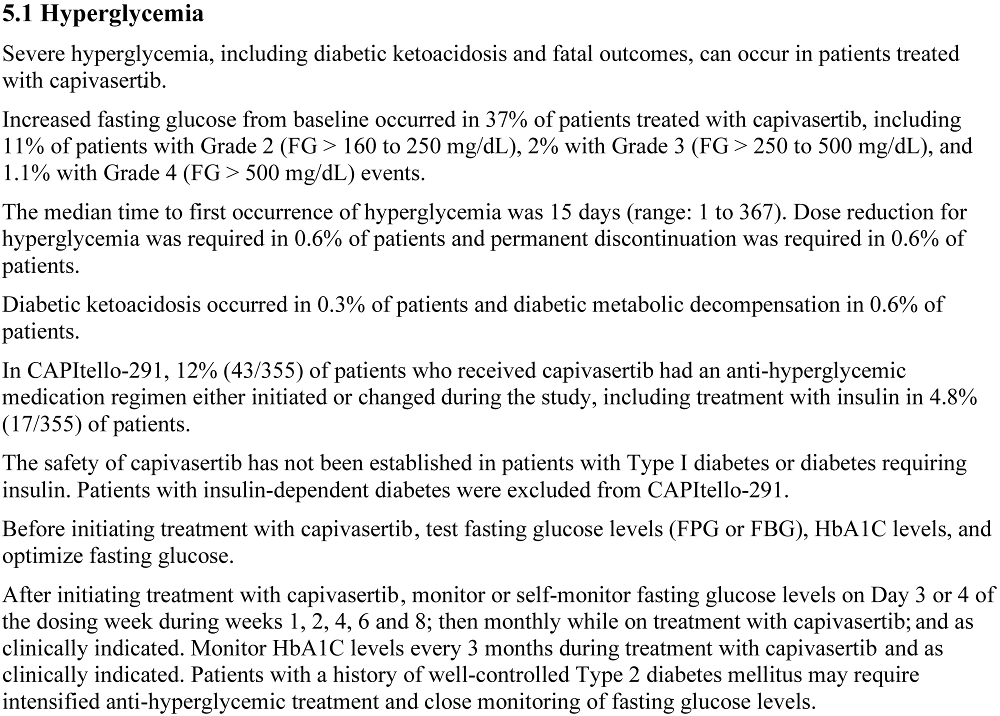 5.1 Hyperglycemia
Severe hyperglycemia, including diabetic ketoacidosis and fatal outcomes, can occur in patients treated
with capivasertib.
Increased fasting glucose from baseline occurred in 37% of patients treated with capivasertib, including
11% of patients with Grade 2 (FG > 160 to 250 mg/dL), 2% with Grade 3 (FG > 250 to 500 mg/dL), and
1.1% with Grade 4 (FG > 500 mg/dL) events.
The median time to first occurrence of hyperglycemia was 15 days (range: 1 to 367). Dose reduction for
hyperglycemia was required in 0.6% of patients and permanent discontinuation was required in 0.6% of
patients.
Diabetic ketoacidosis occurred in 0.3% of patients and diabetic metabolic decompensation in 0.6% of
patients.
In CAPItello-291, 12% (43/355) of patients who received capivasertib had an anti-hyperglycemic
medication regimen either initiated or changed during the study, including treatment with insulin in 4.8%
(17/355) of patients.
The safety of capivasertib has not been established in patients with Type I diabetes or diabetes requiring
insulin. Patients with insulin-dependent diabetes were excluded from CAPItello-291.
Before initiating treatment with capivasertib, test fasting glucose levels (FPG or FBG), HbA1C levels, and
optimize fasting glucose.
After initiating treatment with capivasertib, monitor or self-monitor fasting glucose levels on Day 3 or 4 of
the dosing week during weeks 1, 2, 4, 6 and 8; then monthly while on treatment with capivasertib; and as
clinically indicated. Monitor HbA1C levels every 3 months during treatment with capivasertib and as
clinically indicated. Patients with a history of well-controlled Type 2 diabetes mellitus may require
intensified anti-hyperglycemic treatment and close monitoring of fasting glucose levels.